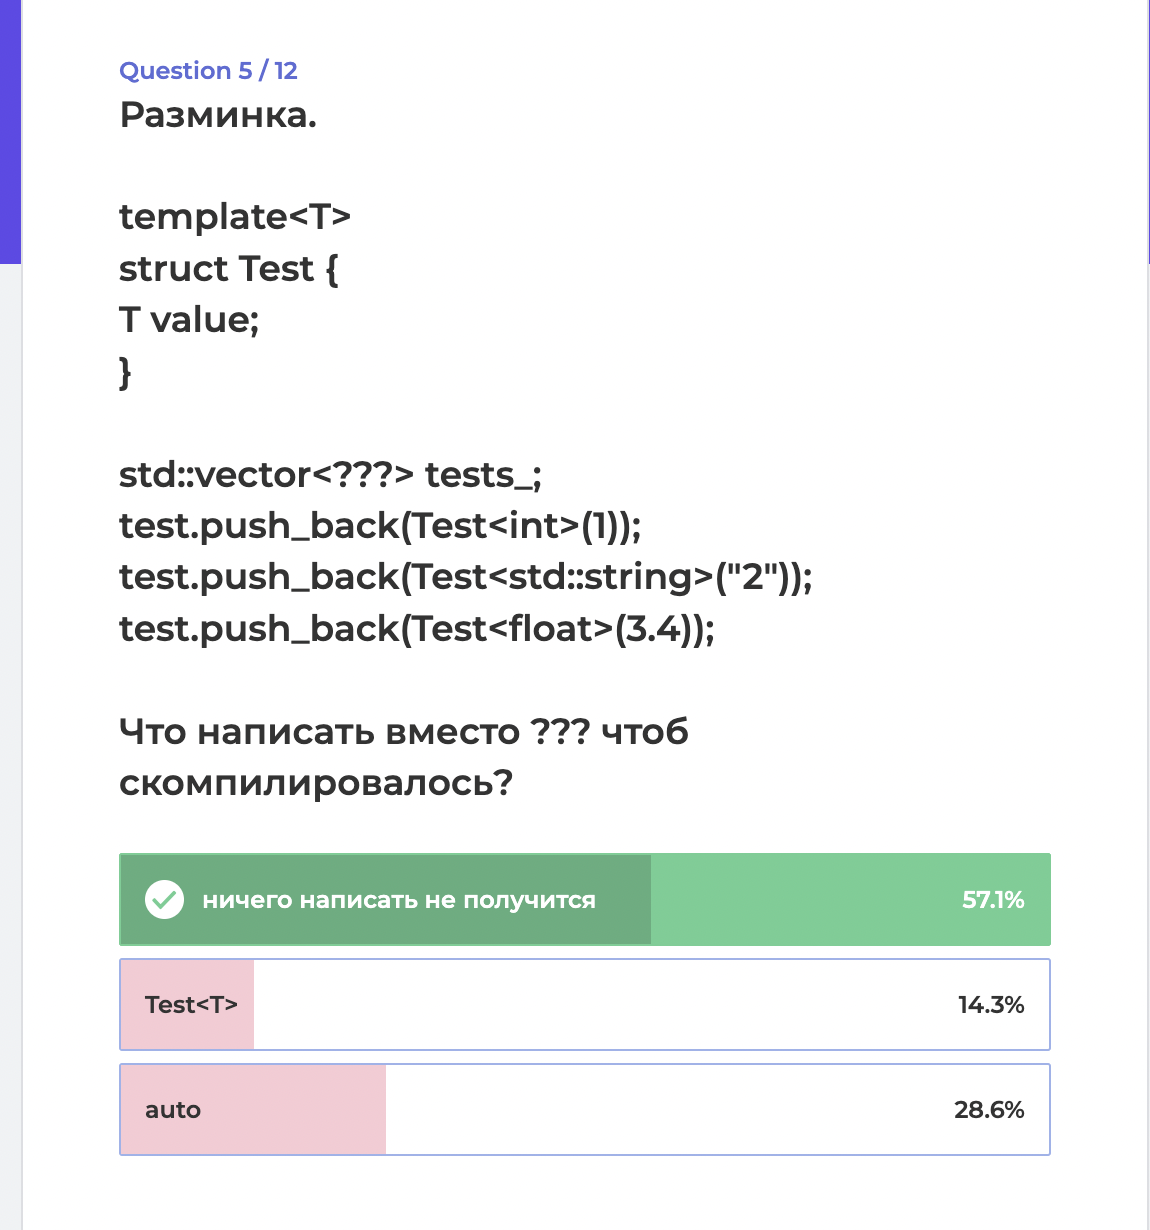 Question 5 / 12
Разминка.
template<T>
struct Test {
T value;
}
std::vector<???> tests_;
test.push_back(Test<int>(1));
test.push_back(Test<std::string>("2"));
test.push_back(Test<float>(3.4));
Что написать вместо ??? чтоб
скомпилировалось?
ничего написать не получится 57.1%
Test<T> 14.3%
auto 28.6%